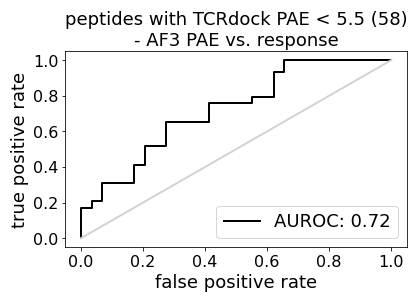 peptides with TCRdock PAE < 5.5 (58)
- AF3 PAE vs. response
1.0
0.8
0.6
0.4
0.2
0.0
true positive rate
AUROC: 0.72
0.0 0.2 0.4 0.6 0.8 1.0
false positive rate